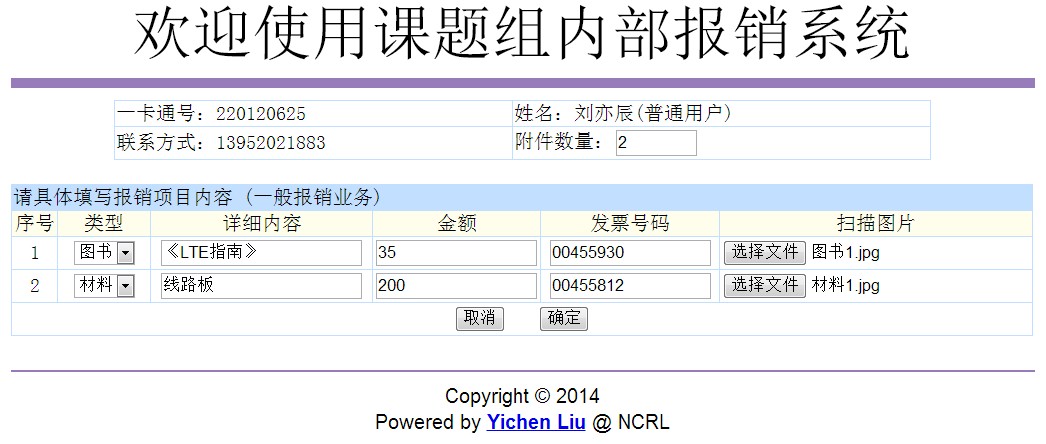 欢迎使用课题组内部报销系统
一卡通号：220120625 姓名：刘亦辰(普通用户)
联系方式：13952021883 附件数量：2
请具体填写报销项目内容 (一般报销业务)
序号 类型 详细内容 金额 发票号码 扫描图片
1 图书 《LTE指南》 35 00455930 选择文件 图书1.jpg
2 材料 线路板 200 00455812 选择文件 材料1.jpg
取消 确定
Copyright © 2014
Powered by Yichen Liu @ NCRL